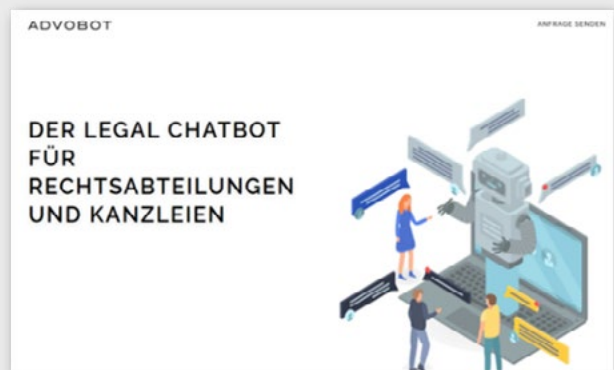 ADVOBOT
ANFRAGE SENDEN
DER LEGAL CHATBOT
FÜR
RECHTSABTEILUNGEN
UND KANZLEIEN